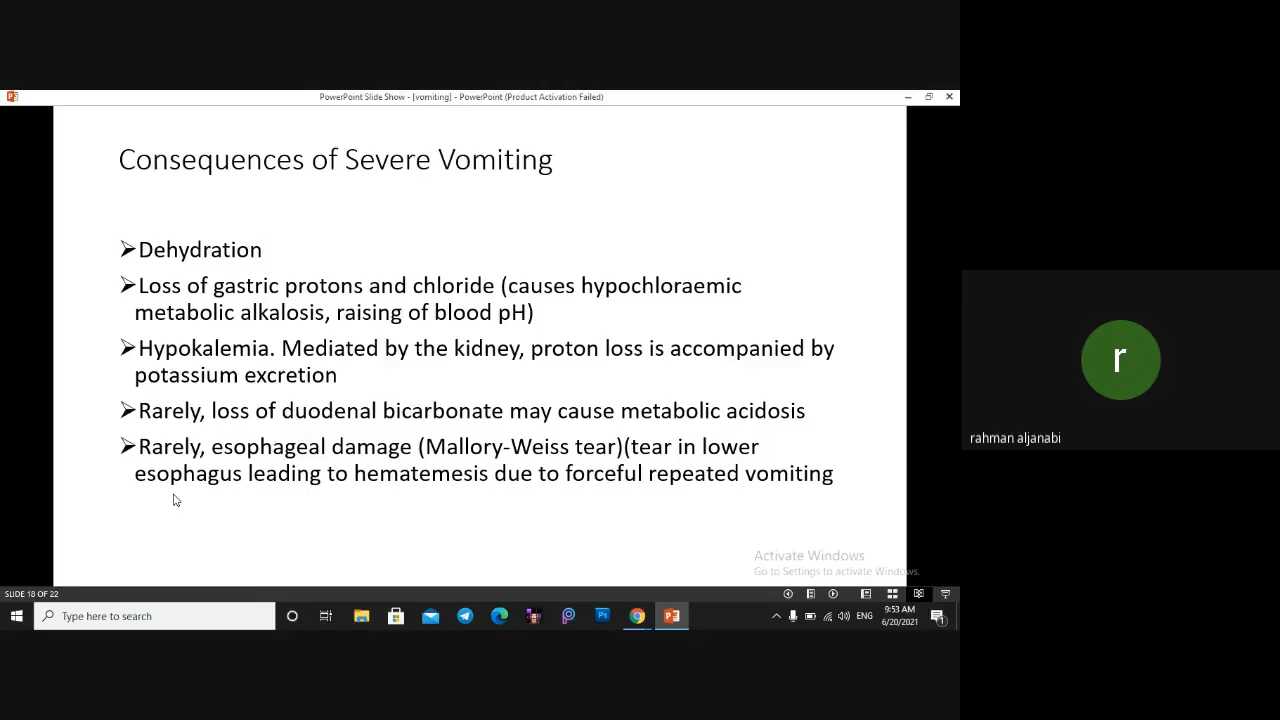 PowerPoint Slide Show - [vomiting] - PowerPoint (Product Activation Failed)
Consequences of Severe Vomiting
➢Dehydration
➢Loss of gastric protons and chloride (causes hypochloraemic
metabolic alkalosis, raising of blood pH)
➢Hypokalemia. Mediated by the kidney, proton loss is accompanied by
potassium excretion
➢Rarely, loss of duodenal bicarbonate may cause metabolic acidosis
➢Rarely, esophageal damage (Mallory-Weiss tear)(tear in lower
esophagus leading to hematemesis due to forceful repeated vomiting
r
rahman aljanabi
Activate Windows
Go to Settings to activate Windows.
SLIDE 18 OF 22
Type here to search
Ps
ENG
9:53 AM
6/20/2021
1